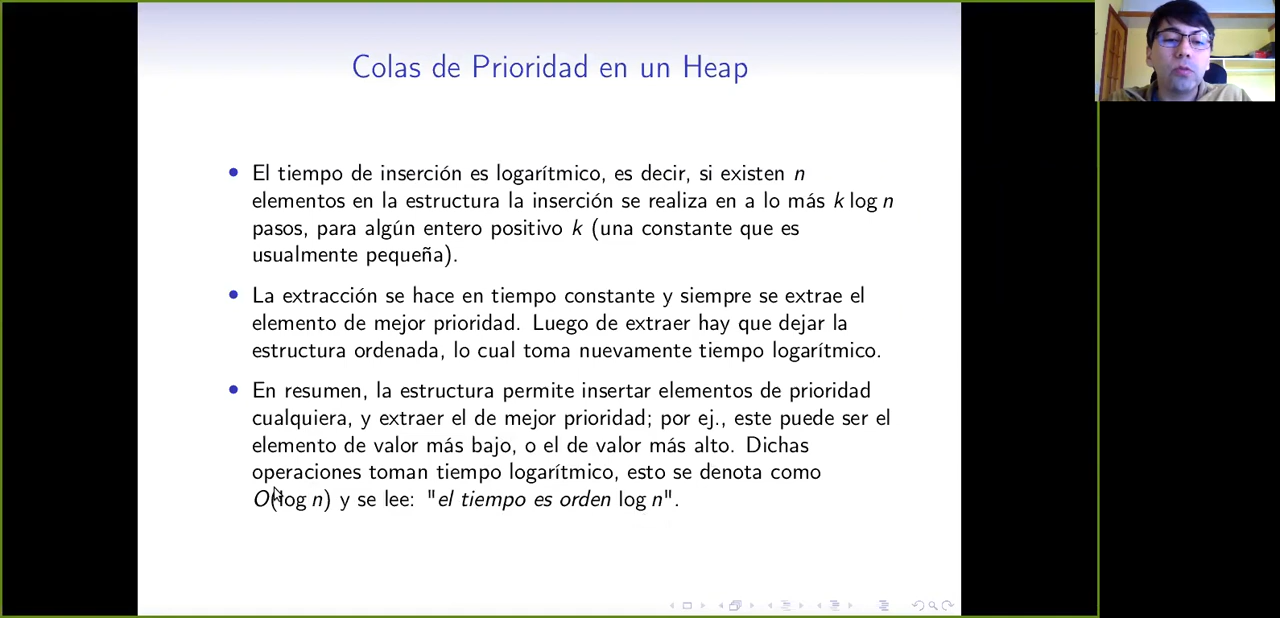 Colas de Prioridad en un Heap
• El tiempo de inserción es logarítmico, es decir, si existen n
elementos en la estructura la inserción se realiza en a lo más k log n
pasos, para algún entero positivo k (una constante que es
usualmente pequeña).
• La extracción se hace en tiempo constante y siempre se extrae el
elemento de mejor prioridad. Luego de extraer hay que dejar la
estructura ordenada, lo cual toma nuevamente tiempo logarítmico.
• En resumen, la estructura permite insertar elementos de prioridad
cualquiera, y extraer el de mejor prioridad; por ej., este puede ser el
elemento de valor más bajo, o el de valor más alto. Dichas
operaciones toman tiempo logarítmico, esto se denota como
O(log n) y se lee: "el tiempo es orden log n".